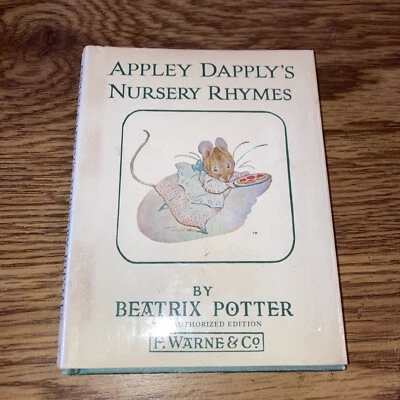 APPLEY DAPPLY'S
NURSERY RHYMES
BY
BEATRIX POTTER
AUTHORIZED EDITION
F. WARNE & Co